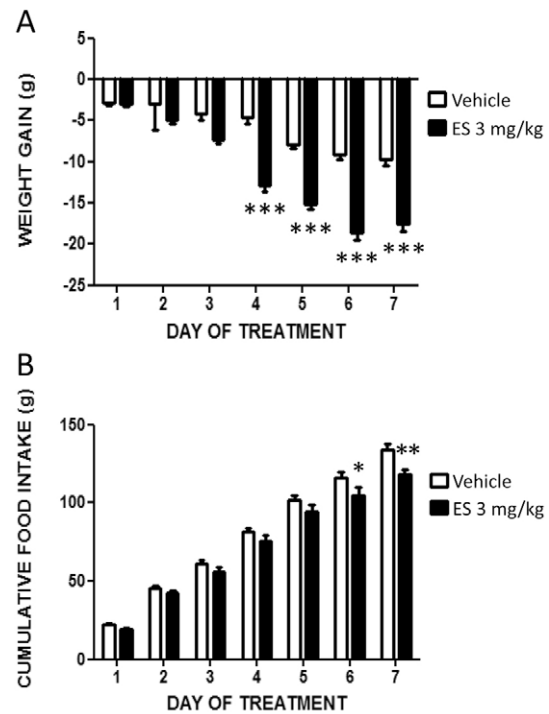 A
WEIGHT GAIN (g)
5
0
-5
-10
-15
-20
-25
Vehicle
ES 3 mg/kg
***
***
***
***
1 2 3 4 5 6 7
DAY OF TREATMENT
B
CUMULATIVE FOOD INTAKE (g)
150
100
50
0
*
**
Vehicle
ES 3 mg/kg
1 2 3 4 5 6 7
DAY OF TREATMENT